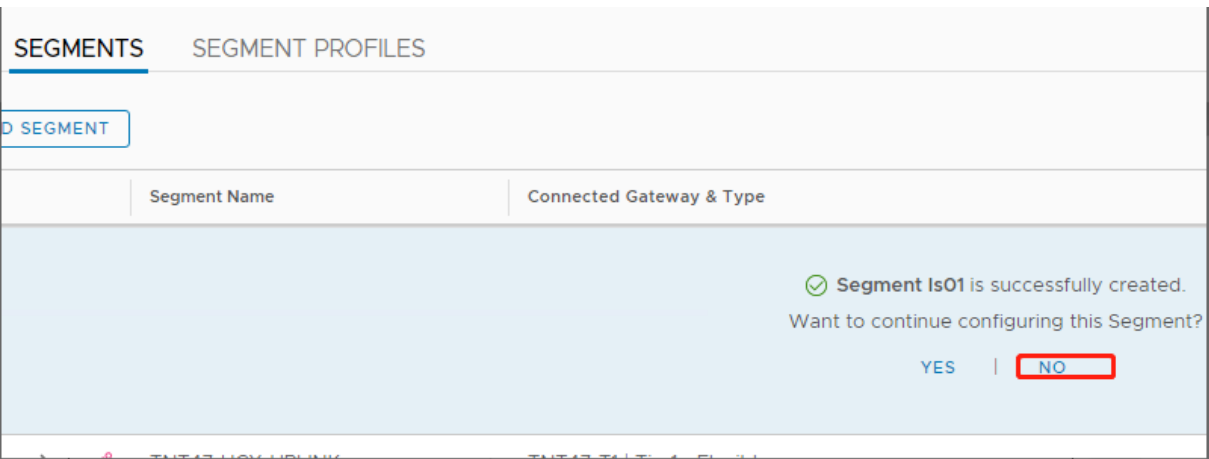 SEGMENTS SEGMENT PROFILES
D SEGMENT
Segment Name Connected Gateway & Type
Segment ls01 is successfully created.
Want to continue configuring this Segment?
YES | NO